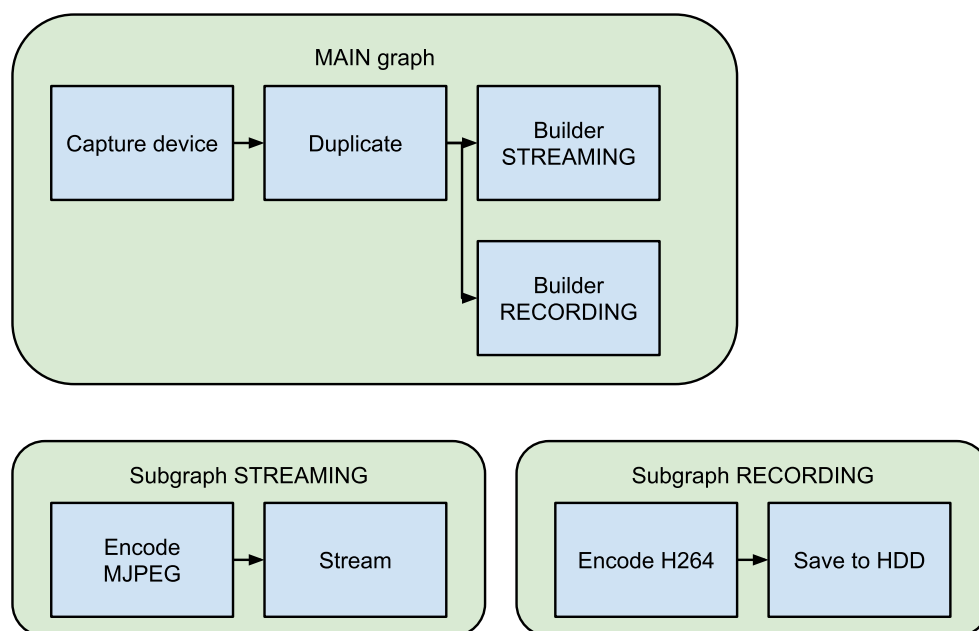 MAIN graph
Capture device
Duplicate
Builder
STREAMING
Builder
RECORDING
Subgraph STREAMING
Encode
MJPEG
Stream
Subgraph RECORDING
Encode H264
Save to HDD